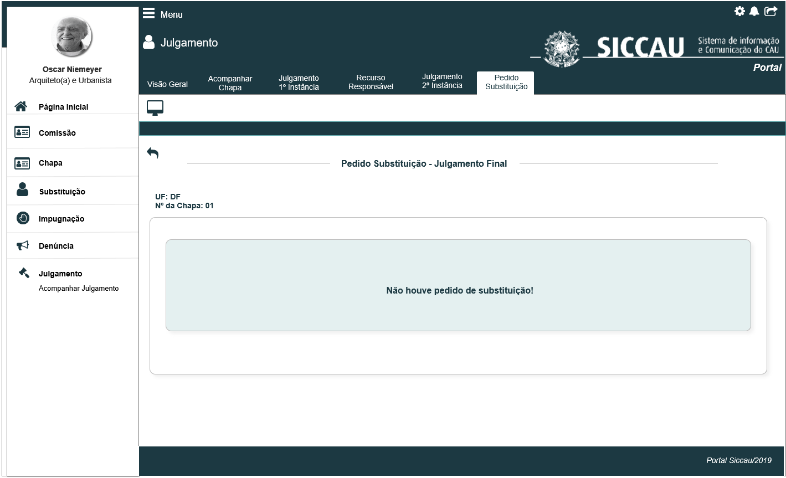 Menu
Julgamento
SICCAU
Sistema de informação
e Comunicação do CAU
Portal
Oscar Niemeyer
Arquiteto(a) e Urbanista
Página Inicial
Comissão
Chapa
Substituição
Impugnação
Denúncia
Julgamento
Acompanhar Julgamento
Visão Geral
Acompanhar
Chapa
Julgamento
1º Instância
Recurso
Responsável
Julgamento
2º Instância
Pedido
Substituição
Pedido Substituição - Julgamento Final
UF: DF
Nº da Chapa: 01
Não houve pedido de substituição!
Portal Siccau/2019